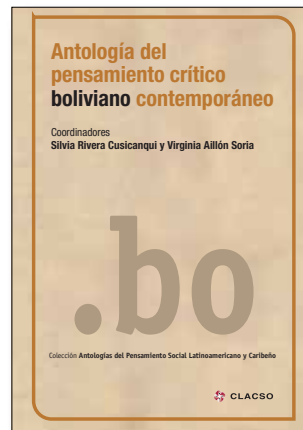 Antología del
pensamiento crítico
boliviano contemporáneo
Coordinadores
Silvia Rivera Cusicanqui y Virginia Aillón Soria
.bo
Colección Antologías del Pensamiento Social Latinoamericano y Caribeño
CLACSO